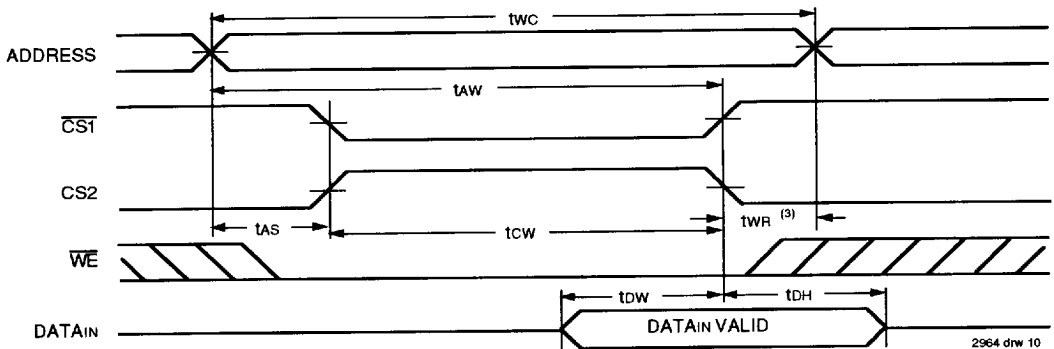 tWC
ADDRESS
tAW
CS1
CS2
tAS
tCW
tWR (3)
WE
tDW
tDH
DATAIN
DATAIN VALID
2964 drw 10